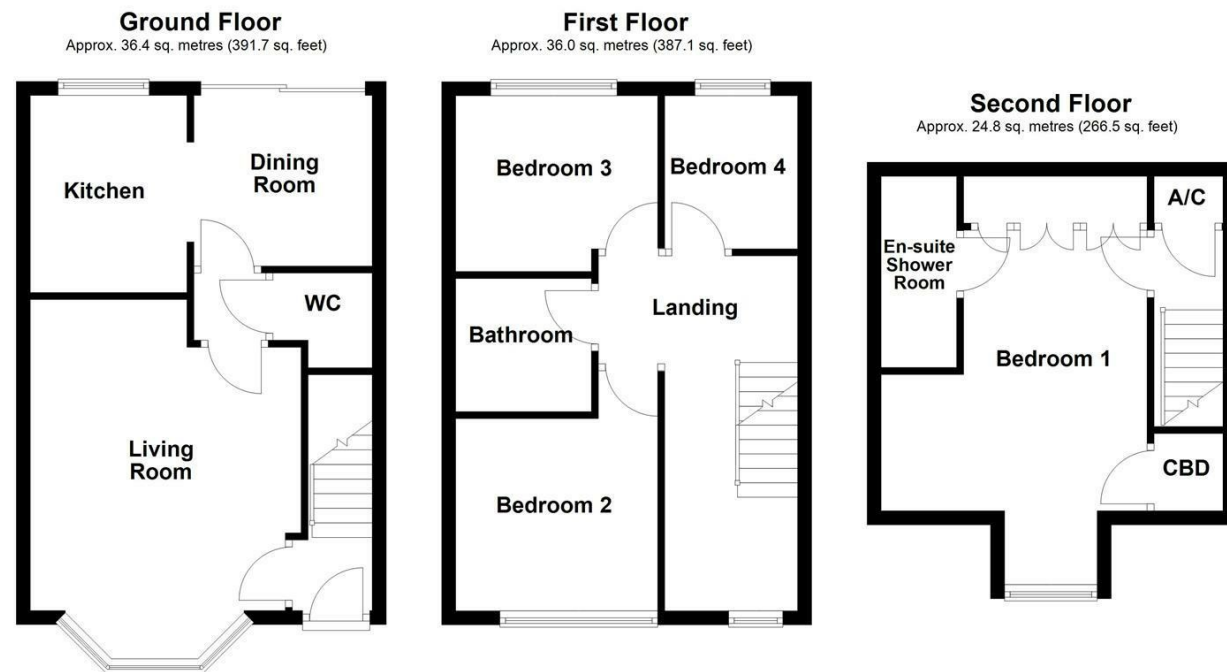 Ground Floor
Approx. 36.4 sq. metres (391.7 sq. feet)
Kitchen
Dining
Room
WC
Living
Room
First Floor
Approx. 36.0 sq. metres (387.1 sq. feet)
Bedroom 3
Bedroom 4
Bathroom
Landing
Bedroom 2
Second Floor
Approx. 24.8 sq. metres (266.5 sq. feet)
A/C
En-suite
Shower
Room
Bedroom 1
CBD